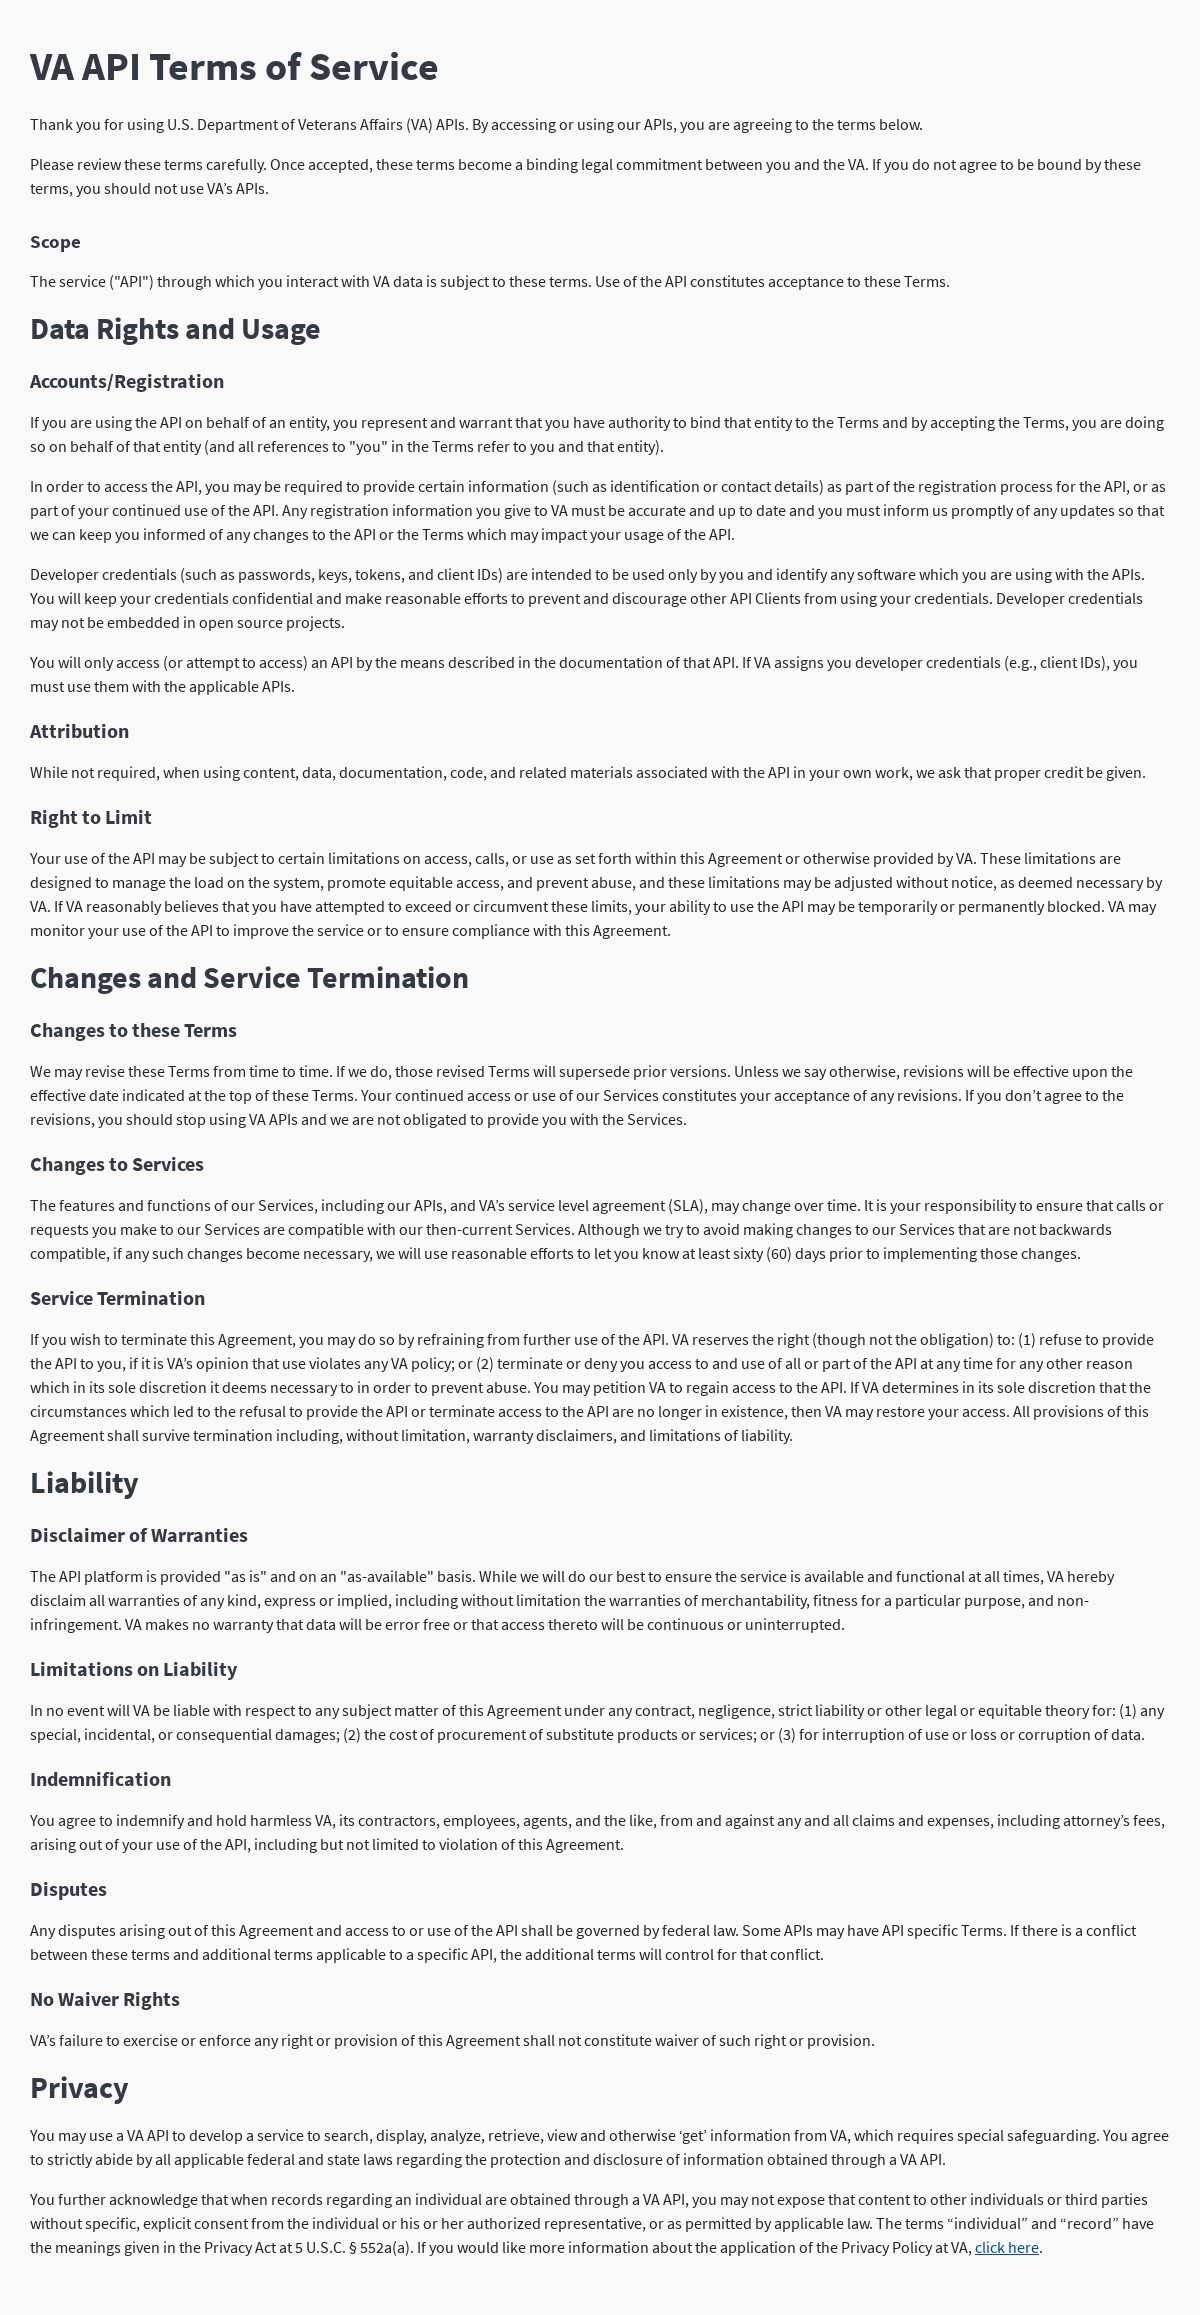 VA API Terms of Service
Thank you for using U.S. Department of Veterans Affairs (VA) APIs. By accessing or using our APIs, you are agreeing to the terms below.
Please review these terms carefully. Once accepted, these terms become a binding legal commitment between you and the VA. If you do not agree to be bound by these
terms, you should not use VA’s APIs.
Scope
The service ("API") through which you interact with VA data is subject to these terms. Use of the API constitutes acceptance to these Terms.
Data Rights and Usage
Accounts/Registration
If you are using the API on behalf of an entity, you represent and warrant that you have authority to bind that entity to the Terms and by accepting the Terms, you are doing
so on behalf of that entity (and all references to "you" in the Terms refer to you and that entity).
In order to access the API, you may be required to provide certain information (such as identification or contact details) as part of the registration process for the API, or as
part of your continued use of the API. Any registration information you give to VA must be accurate and up to date and you must inform us promptly of any updates so that
we can keep you informed of any changes to the API or the Terms which may impact your usage of the API.
Developer credentials (such as passwords, keys, tokens, and client IDs) are intended to be used only by you and identify any software which you are using with the APIs.
You will keep your credentials confidential and make reasonable efforts to prevent and discourage other API Clients from using your credentials. Developer credentials
may not be embedded in open source projects.
You will only access (or attempt to access) an API by the means described in the documentation of that API. If VA assigns you developer credentials (e.g., client IDs), you
must use them with the applicable APIs.
Attribution
While not required, when using content, data, documentation, code, and related materials associated with the API in your own work, we ask that proper credit be given.
Right to Limit
Your use of the API may be subject to certain limitations on access, calls, or use as set forth within this Agreement or otherwise provided by VA. These limitations are
designed to manage the load on the system, promote equitable access, and prevent abuse, and these limitations may be adjusted without notice, as deemed necessary by
VA. If VA reasonably believes that you have attempted to exceed or circumvent these limits, your ability to use the API may be temporarily or permanently blocked. VA may
monitor your use of the API to improve the service or to ensure compliance with this Agreement.
Changes and Service Termination
Changes to these Terms
We may revise these Terms from time to time. If we do, those revised Terms will supersede prior versions. Unless we say otherwise, revisions will be effective upon the
effective date indicated at the top of these Terms. Your continued access or use of our Services constitutes your acceptance of any revisions. If you don’t agree to the
revisions, you should stop using VA APIs and we are not obligated to provide you with the Services.
Changes to Services
The features and functions of our Services, including our APIs, and VA’s service level agreement (SLA), may change over time. It is your responsibility to ensure that calls or
requests you make to our Services are compatible with our then-current Services. Although we try to avoid making changes to our Services that are not backwards
compatible, if any such changes become necessary, we will use reasonable efforts to let you know at least sixty (60) days prior to implementing those changes.
Service Termination
If you wish to terminate this Agreement, you may do so by refraining from further use of the API. VA reserves the right (though not the obligation) to: (1) refuse to provide
the API to you, if it is VA’s opinion that use violates any VA policy; or (2) terminate or deny you access to and use of all or part of the API at any time for any other reason
which in its sole discretion it deems necessary to in order to prevent abuse. You may petition VA to regain access to the API. If VA determines in its sole discretion that the
circumstances which led to the refusal to provide the API or terminate access to the API are no longer in existence, then VA may restore your access. All provisions of this
Agreement shall survive termination including, without limitation, warranty disclaimers, and limitations of liability.
Liability
Disclaimer of Warranties
The API platform is provided "as is" and on an "as-available" basis. While we will do our best to ensure the service is available and functional at all times, VA hereby
disclaim all warranties of any kind, express or implied, including without limitation the warranties of merchantability, fitness for a particular purpose, and non-
infringement. VA makes no warranty that data will be error free or that access thereto will be continuous or uninterrupted.
Limitations on Liability
In no event will VA be liable with respect to any subject matter of this Agreement under any contract, negligence, strict liability or other legal or equitable theory for: (1) any
special, incidental, or consequential damages; (2) the cost of procurement of substitute products or services; or (3) for interruption of use or loss or corruption of data.
Indemnification
You agree to indemnify and hold harmless VA, its contractors, employees, agents, and the like, from and against any and all claims and expenses, including attorney’s fees,
arising out of your use of the API, including but not limited to violation of this Agreement.
Disputes
Any disputes arising out of this Agreement and access to or use of the API shall be governed by federal law. Some APIs may have API specific Terms. If there is a conflict
between these terms and additional terms applicable to a specific API, the additional terms will control for that conflict.
No Waiver Rights
VA’s failure to exercise or enforce any right or provision of this Agreement shall not constitute waiver of such right or provision.
Privacy
You may use a VA API to develop a service to search, display, analyze, retrieve, view and otherwise ‘get’ information from VA, which requires special safeguarding. You agree
to strictly abide by all applicable federal and state laws regarding the protection and disclosure of information obtained through a VA API.
You further acknowledge that when records regarding an individual are obtained through a VA API, you may not expose that content to other individuals or third parties
without specific, explicit consent from the individual or his or her authorized representative, or as permitted by applicable law. The terms “individual” and “record” have
the meanings given in the Privacy Act at 5 U.S.C. § 552a(a). If you would like more information about the application of the Privacy Policy at VA, click here.